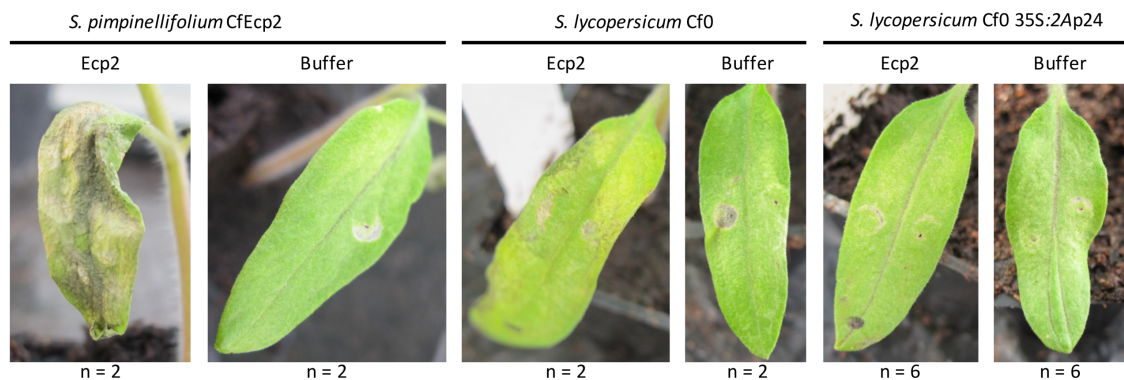 S. pimpinellifolium CfEcp2
S. lycopersicum Cf0
S. lycopersicum Cf0 35S:2Ap24
Ecp2
Buffer
Ecp2
Buffer
Ecp2
Buffer
n = 2
n = 2
n = 2
n = 2
n = 6
n = 6